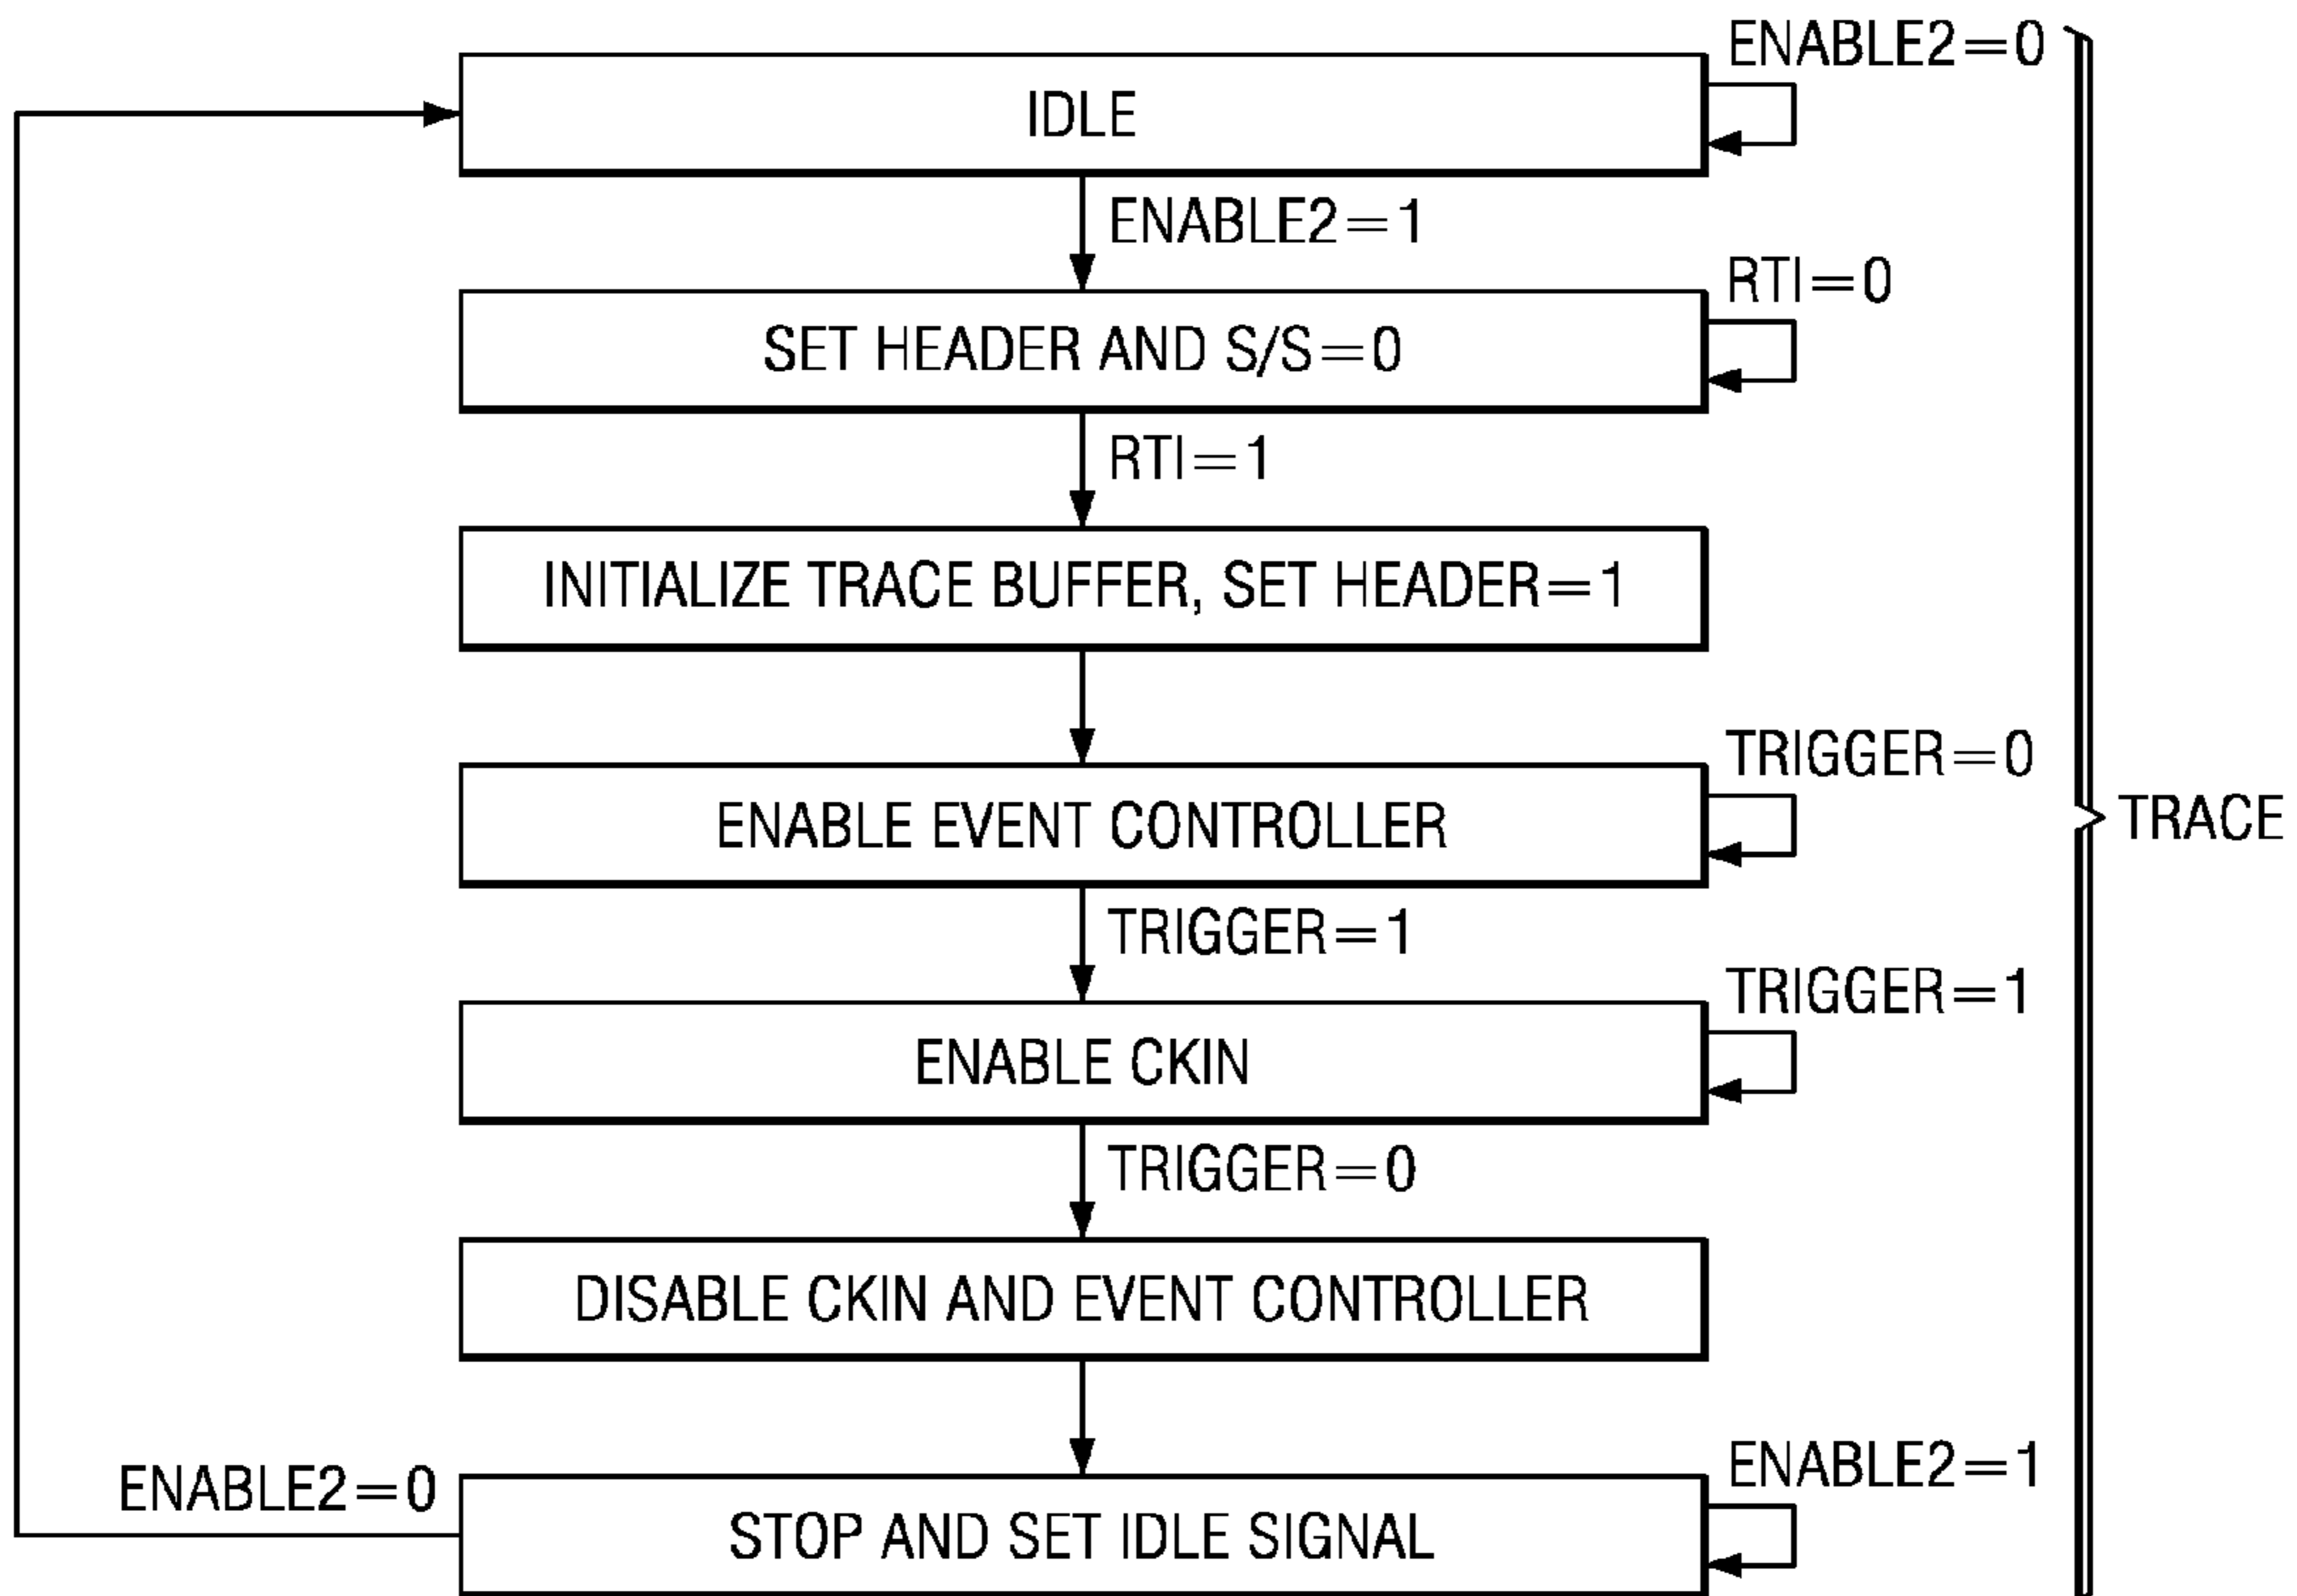 ENABLE2=0
IDLE
ENABLE2=1
RTI=0
SET HEADER AND S/S=0
RTI=1
INITIALIZE TRACE BUFFER, SET HEADER=1
TRIGGER=0
ENABLE EVENT CONTROLLER
TRACE
TRIGGER=1
TRIGGER=1
ENABLE CKIN
TRIGGER=0
DISABLE CKIN AND EVENT CONTROLLER
ENABLE2=1
ENABLE2=0
STOP AND SET IDLE SIGNAL